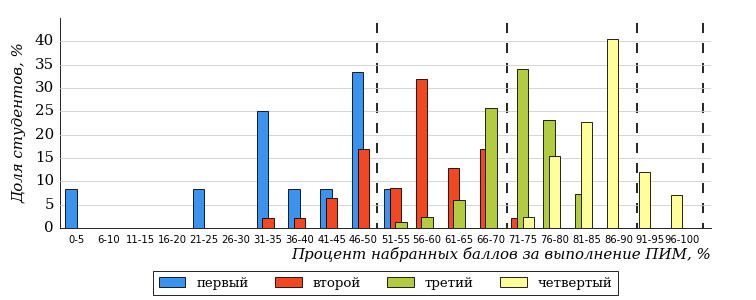 Доля студентов, %
40
35
30
25
20
15
10
5
0
0-5 6-10 11-15 16-20 21-25 26-30 31-35 36-40 41-45 46-50 51-55 56-60 61-65 66-70 71-75 76-80 81-85 86-90 91-95 96-100
Процент набранных баллов за выполнение ПИМ, %
первый второй третий четвертый